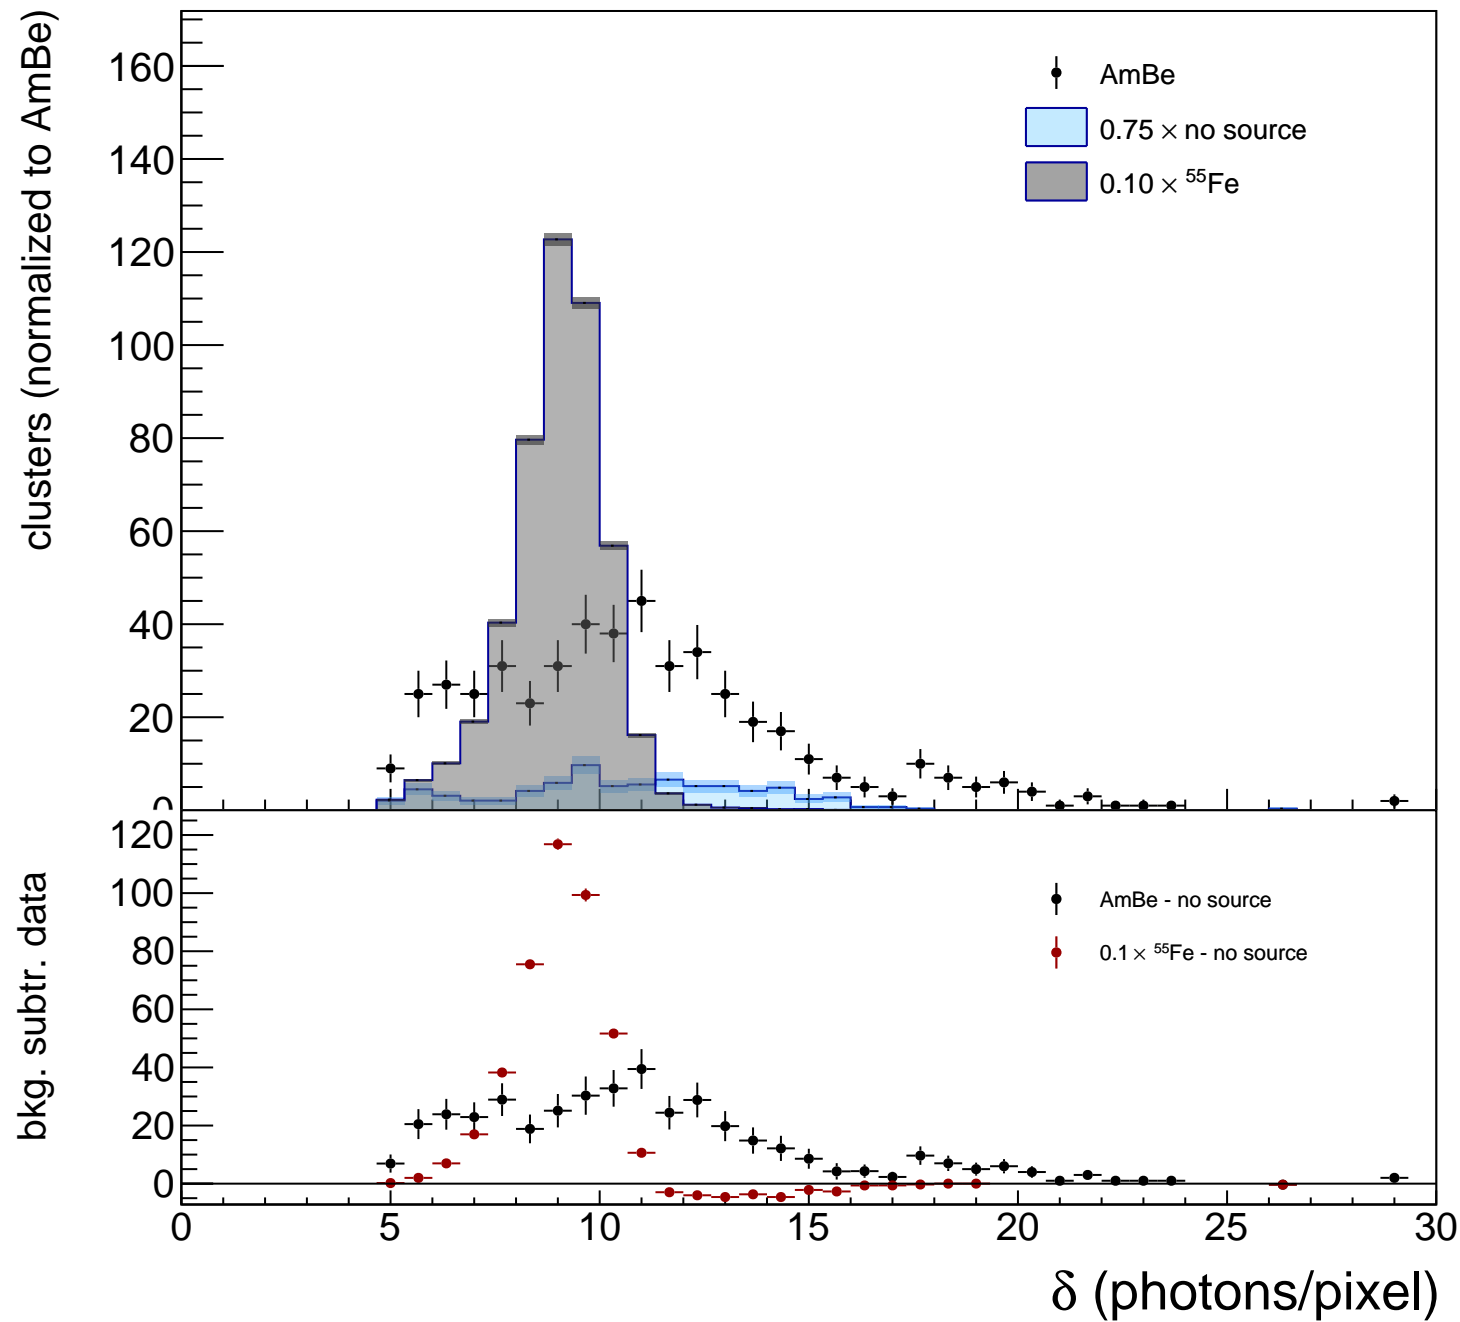 clusters (normalized to AmBe)
160
140
120
100
80
60
40
20
0
AmBe
0.75 × no source
0.10 × ⁵⁵Fe
bkg. subtr. data
120
100
80
60
40
20
0
AmBe - no source
0.1 × ⁵⁵Fe - no source
0 5 10 15 20 25 30
δ (photons/pixel)